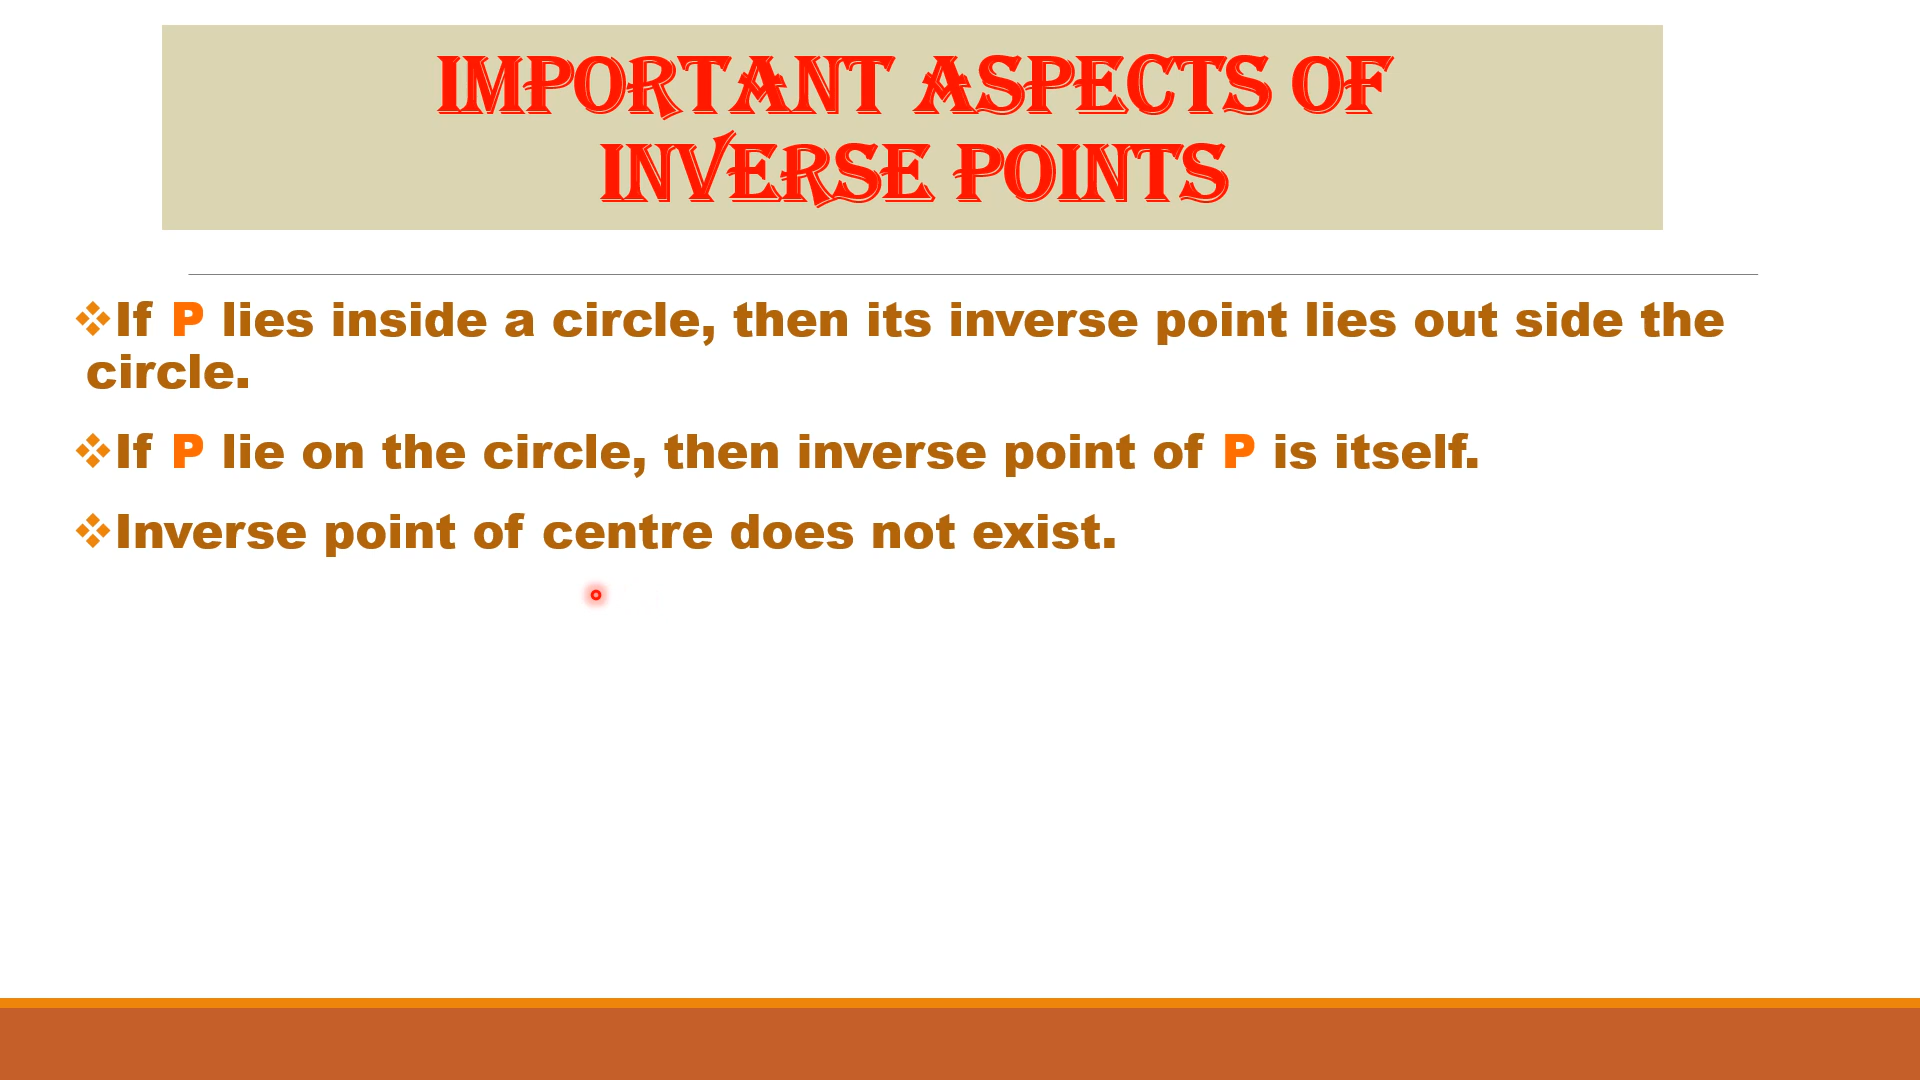 IMPORTANT ASPECTS OF
INVERSE POINTS
❖If P lies inside a circle, then its inverse point lies out side the
circle.
❖If P lie on the circle, then inverse point of P is itself.
❖Inverse point of centre does not exist.